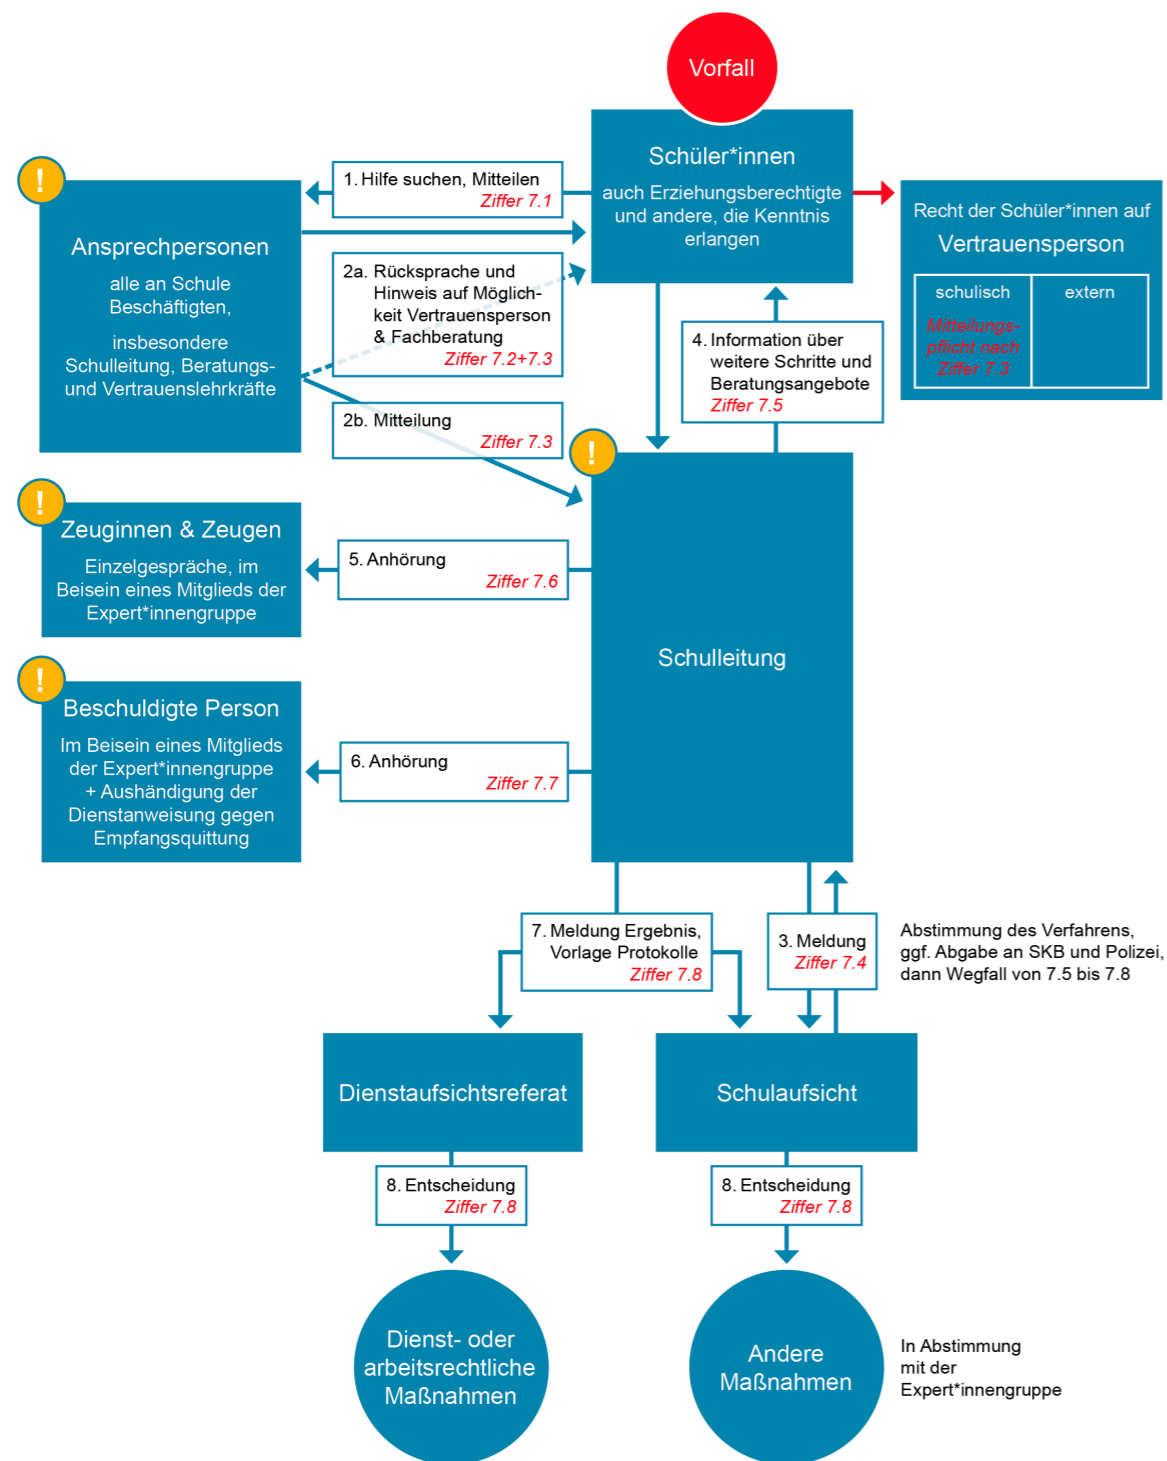 Vorfall
Schüler*innen
auch Erziehungsberechtigte
und andere, die Kenntnis
erlangen
!
Ansprechpersonen
alle an Schule
Beschäftigten,
insbesondere
Schulleitung, Beratungs-
und Vertrauenslehrkräfte
1. Hilfe suchen, Mitteilen
Ziffer 7.1
2a. Rücksprache und
Hinweis auf Möglich-
keit Vertrauensperson
& Fachberatung
Ziffer 7.2+7.3
2b. Mitteilung
Ziffer 7.3
Recht der Schüler*innen auf
Vertrauensperson
schulisch
Mitteilungs-
pflicht nach
Ziffer 7.3
extern
4. Information über
weitere Schritte und
Beratungsangebote
Ziffer 7.5
!
Schulleitung
!
Zeuginnen & Zeugen
Einzelgespräche, im
Beisein eines Mitglieds der
Expert*innengruppe
5. Anhörung
Ziffer 7.6
!
Beschuldigte Person
Im Beisein eines Mitglieds
der Expert*innengruppe
+ Aushändigung der
Dienstanweisung gegen
Empfangsquittung
6. Anhörung
Ziffer 7.7
7. Meldung Ergebnis,
Vorlage Protokolle
Ziffer 7.8
3. Meldung
Ziffer 7.4
Abstimmung des Verfahrens,
ggf. Abgabe an SKB und Polizei,
dann Wegfall von 7.5 bis 7.8
Dienstaufsichtsreferat
Schulaufsicht
8. Entscheidung
Ziffer 7.8
8. Entscheidung
Ziffer 7.8
Dienst- oder
arbeitsrechtliche
Maßnahmen
Andere
Maßnahmen
In Abstimmung
mit der
Expert*innengruppe